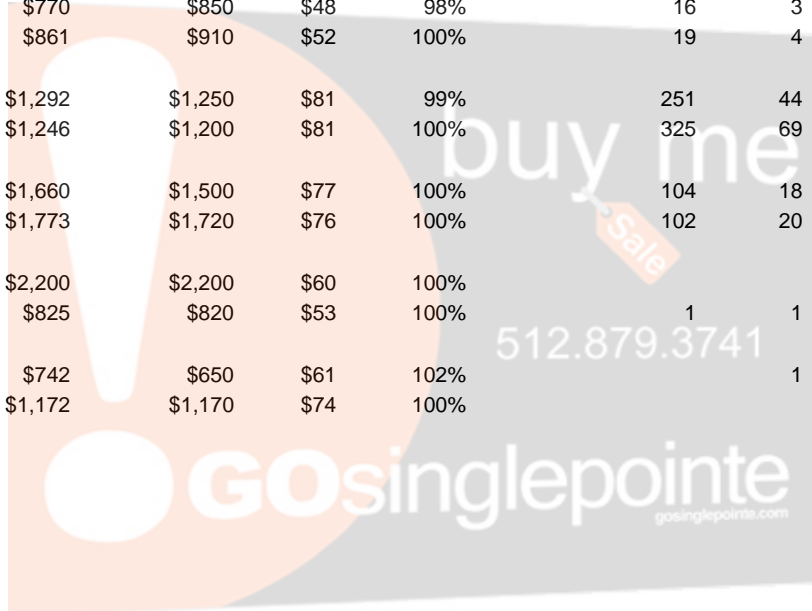 $770 $850 $48 98% 16 3
$861 $910 $52 100% 19 4
$1,292 $1,250 $81 99% 251 44
$1,246 $1,200 $81 100% 325 69
buy me
$1,660 $1,500 $77 100% 104 18
$1,773 $1,720 $76 100% 102 20
Sale
$2,200 $2,200 $60 100%
$825 $820 $53 100% 1 1
512.879.3741
$742 $650 $61 102% 1
$1,172 $1,170 $74 100%
GOsinglepointe
gosinglepointe.com